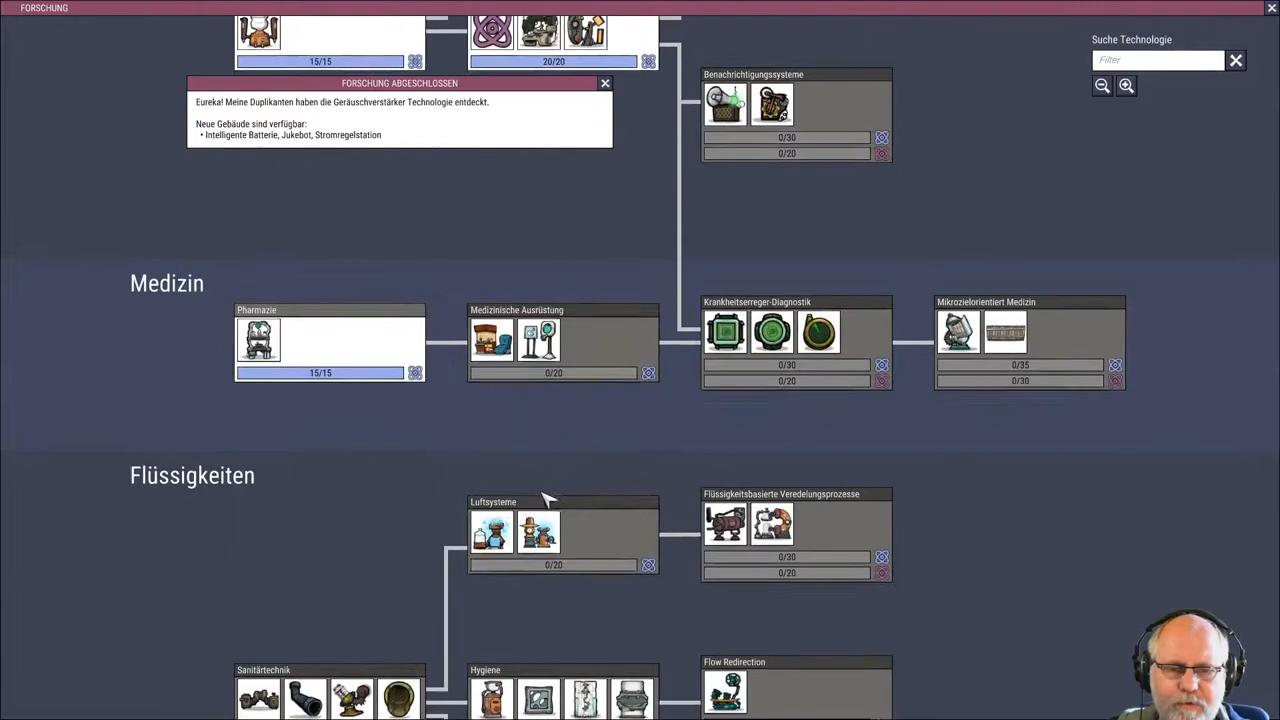 FORSCHUNG
Suche Technologie
Filter
15/15
20/20
FORSCHUNG ABGESCHLOSSEN
Eureka! Meine Duplikanten haben die Geräuschverstärker Technologie entdeckt.
Neue Gebäude sind verfügbar:
• Intelligente Batterie, Jukebot, Stromregelstation
Benachrichtigungssysteme
0/30
0/20
Medizin
Pharmazie
15/15
Medizinische Ausrüstung
0/20
Krankheitserreger-Diagnostik
0/30
0/20
Mikrozielorientiert Medizin
0/35
0/30
Flüssigkeiten
Luftsysteme
0/20
Flüssigkeitsbasierte Veredelungsprozesse
0/30
0/20
Sanitärtechnik
Hygiene
Flow Redirection